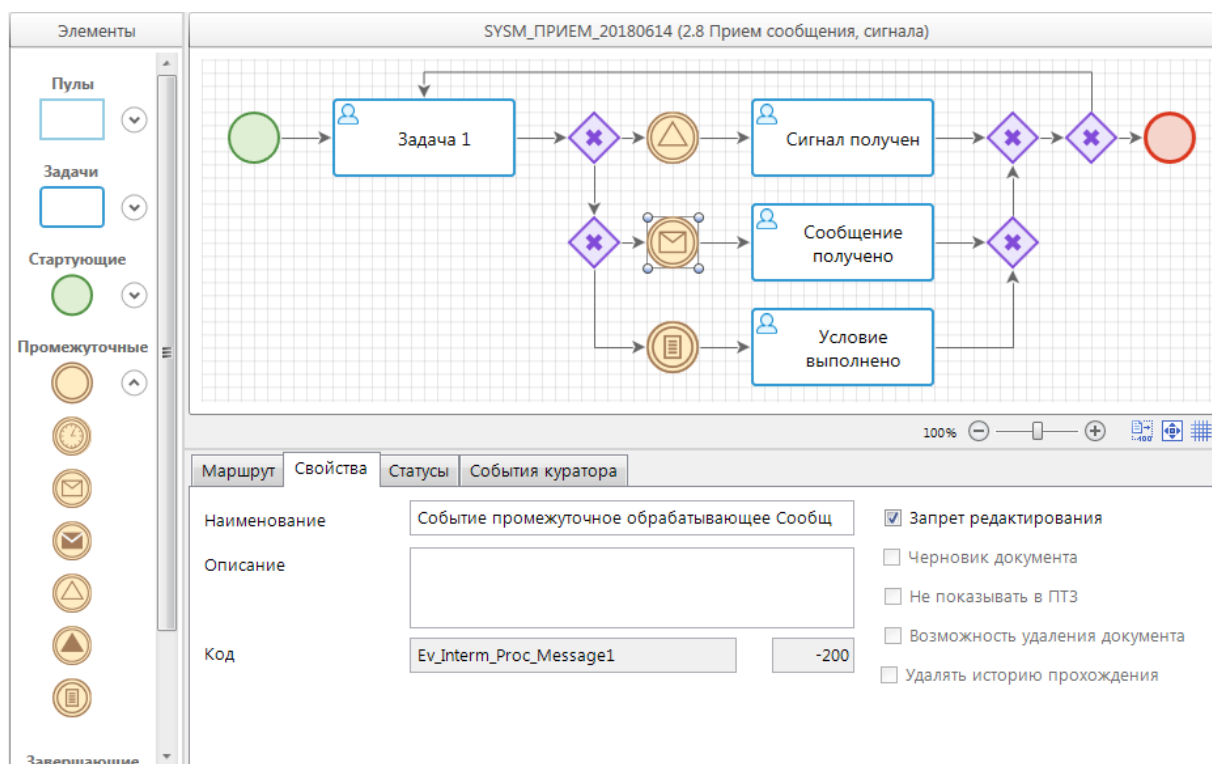 Элементы
SYSM_ПРИЕМ_20180614 (2.8 Прием сообщения, сигнала)
Пулы
Задачи
Стартующие
Промежуточные
Завершающие
Задача 1
Сигнал получен
Сообщение
получено
Условие
выполнено
100%
Маршрут
Свойства
Статусы
События куратора
Наименование
Событие промежуточное обрабатывающее Сообщ
Запрет редактирования
Описание
Черновик документа
Не показывать в ПТЗ
Возможность удаления документа
Код
Ev_Interm_Proc_Message1
-200
Удалять историю прохождения